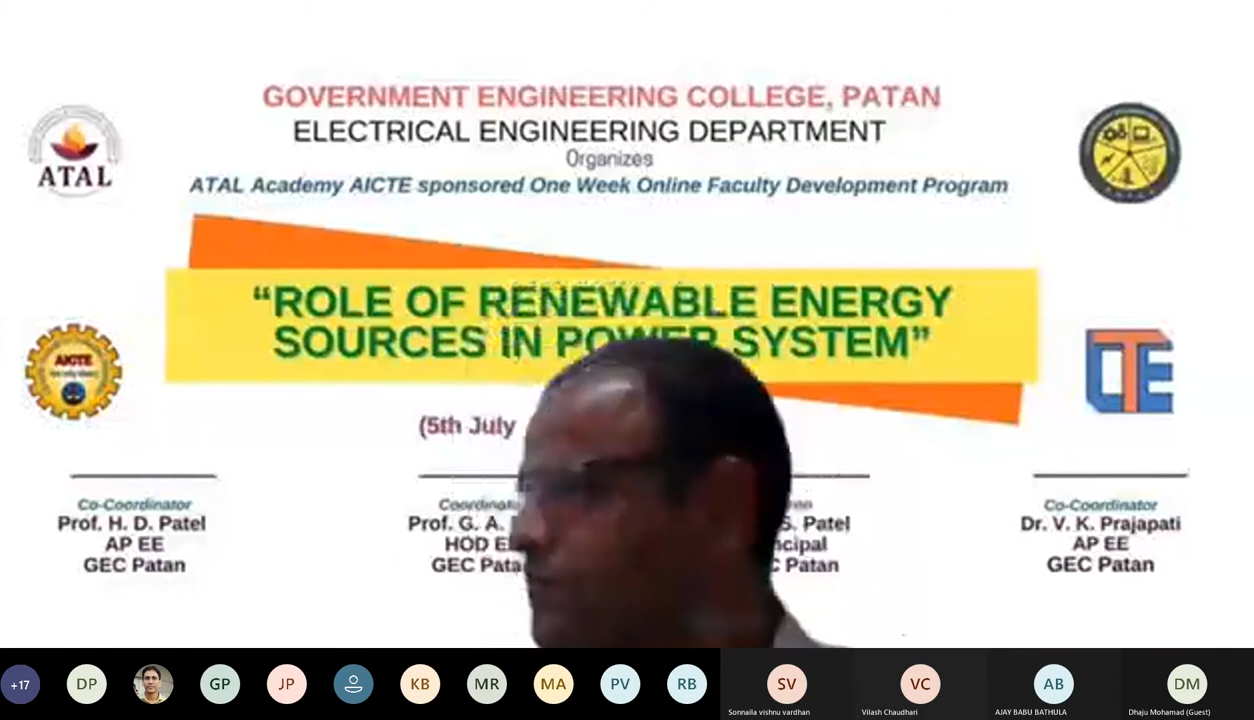 GOVERNMENT ENGINEERING COLLEGE, PATAN
ELECTRICAL ENGINEERING DEPARTMENT
Organizes
ATAL Academy AICTE sponsored One Week Online Faculty Development Program
ATAL
“ROLE OF RENEWABLE ENERGY
SOURCES IN POWER SYSTEM”
AICTE
CTE
(5th July
Co-Coordinator
Prof. H. D. Patel
AP EE
GEC Patan
Prof. G. A.
HOD
GEC
S. Patel
Patan
Co-Coordinator
Dr. V. K. Prajapati
AP EE
GEC Patan
+17
DP
GP
JP
KB
MR
MA
PV
RB
SV
Sonnaila vishnu vardhan
VC
Vilash Chaudhari
AB
AJAY BABU BATHULA
DM
Dhaju Mohamad (Guest)